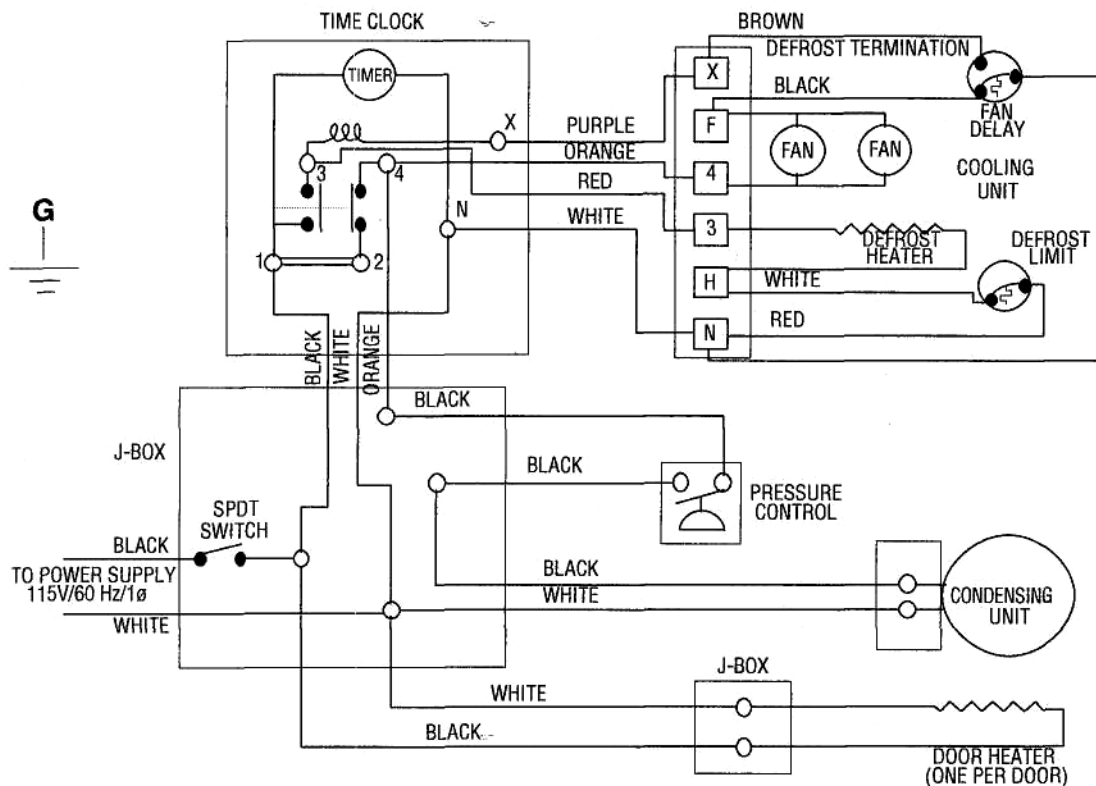 TIME CLOCK
BROWN
DEFROST TERMINATION
TIMER
X
BLACK
FAN
DELAY
X
PURPLE
F
FAN
FAN
ORANGE
3
4
4
COOLING
UNIT
RED
G
N
WHITE
3
DEFROST
HEATER
DEFROST
LIMIT
1
2
H
WHITE
RED
N
BLACK
WHITE
ORANGE
BLACK
J-BOX
BLACK
PRESSURE
CONTROL
SPDT
SWITCH
BLACK
TO POWER SUPPLY
115V/60 Hz/1ø
WHITE
BLACK
WHITE
CONDENSING
UNIT
J-BOX
WHITE
BLACK
DOOR HEATER
(ONE PER DOOR)